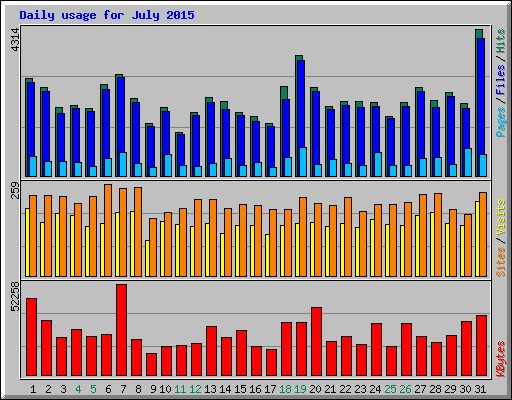 Daily usage for July 2015
4314
Pages / Files / Hits
259
Sites / Visits
52258
KBytes
1 2 3 4 5 6 7 8 9 10 11 12 13 14 15 16 17 18 19 20 21 22 23 24 25 26 27 28 29 30 31